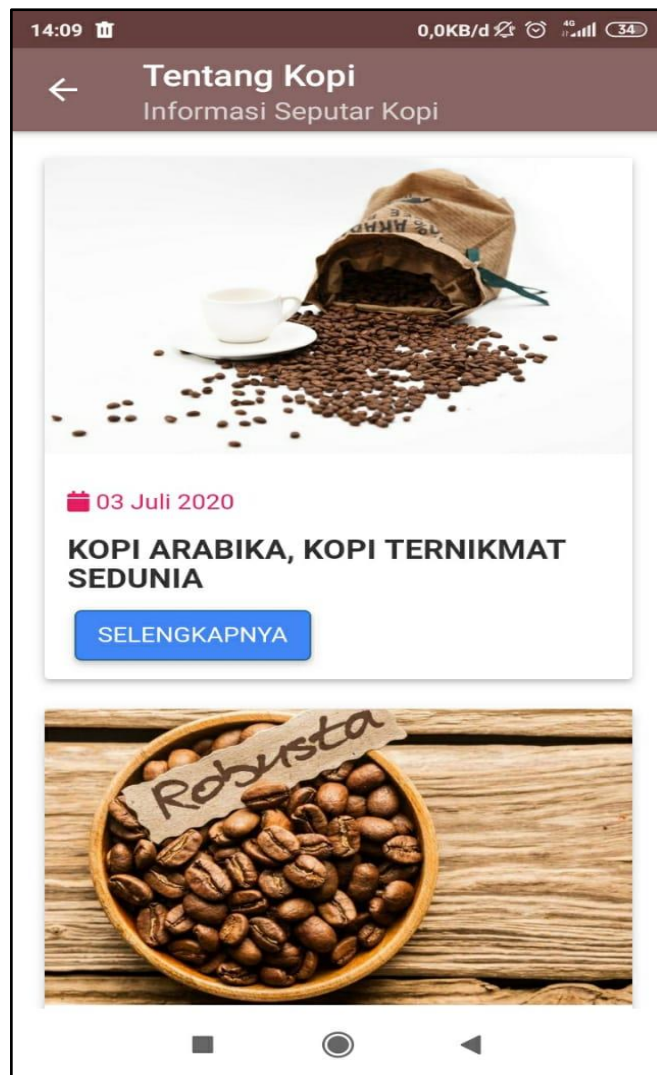 14:09 0,0KB/d 4G 34
Tentang Kopi
Informasi Seputar Kopi
03 Juli 2020
KOPI ARABIKA, KOPI TERNIKMAT
SEDUNIA
SELENGKAPNYA
Robusta